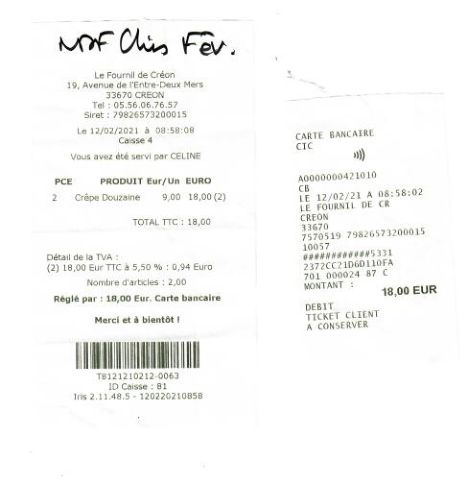 NDF Chris Fév.
Le Fournil de Créon
19, Avenue de l'Entre-Deux Mers
33670 CREON
Tel : 05.56.06.76.57
Siret : 79826573200015
Le 12/02/2021 à 08:58:08
Caisse 4
Vous avez été servi par CELINE
PCE PRODUIT Eur/Un EURO
2 Crêpe Douzaine 9,00 18,00 (2)
TOTAL TTC : 18,00
Détail de la TVA :
(2) 18,00 Eur TTC à 5,50 % : 0,94 Euro
Nombre d'articles : 2,00
Réglé par : 18,00 Eur. Carte bancaire
Merci et à bientôt !
T8121210212-0063
ID Caisse : 81
Iris 2.11.48.5 - 120220210858
CARTE BANCAIRE
CIC
A0000000421010
CB
LE 12/02/21 A 08:58:02
LE FOURNIL DE CR
CREON
33670
7570519 79826573200015
10057
############5331
2372CC21D6D110FA
701 000024 87 C
MONTANT :
18,00 EUR
DEBIT
TICKET CLIENT
A CONSERVER